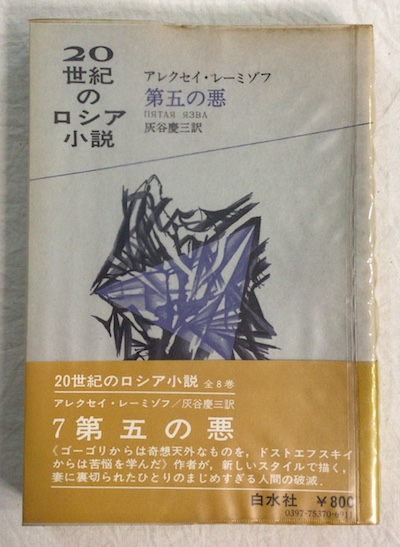 20
世紀
の
ロシア
小説
アレクセイ・レーミゾフ
第五の悪
ПЯТАЯ ЯЗВА
灰谷慶三訳
20世紀のロシア小説 全8巻
アレクセイ・レーミゾフ/灰谷慶三訳
7 第五の悪
《ゴーゴリからは奇想天外なものを,ドストエフスキイ
からは苦悩を学んだ》作者が,新しいスタイルで描く,
妻に裏切られたひとりのまじめすぎる人間の破滅.
白水社 ¥800
0397-75370-6911